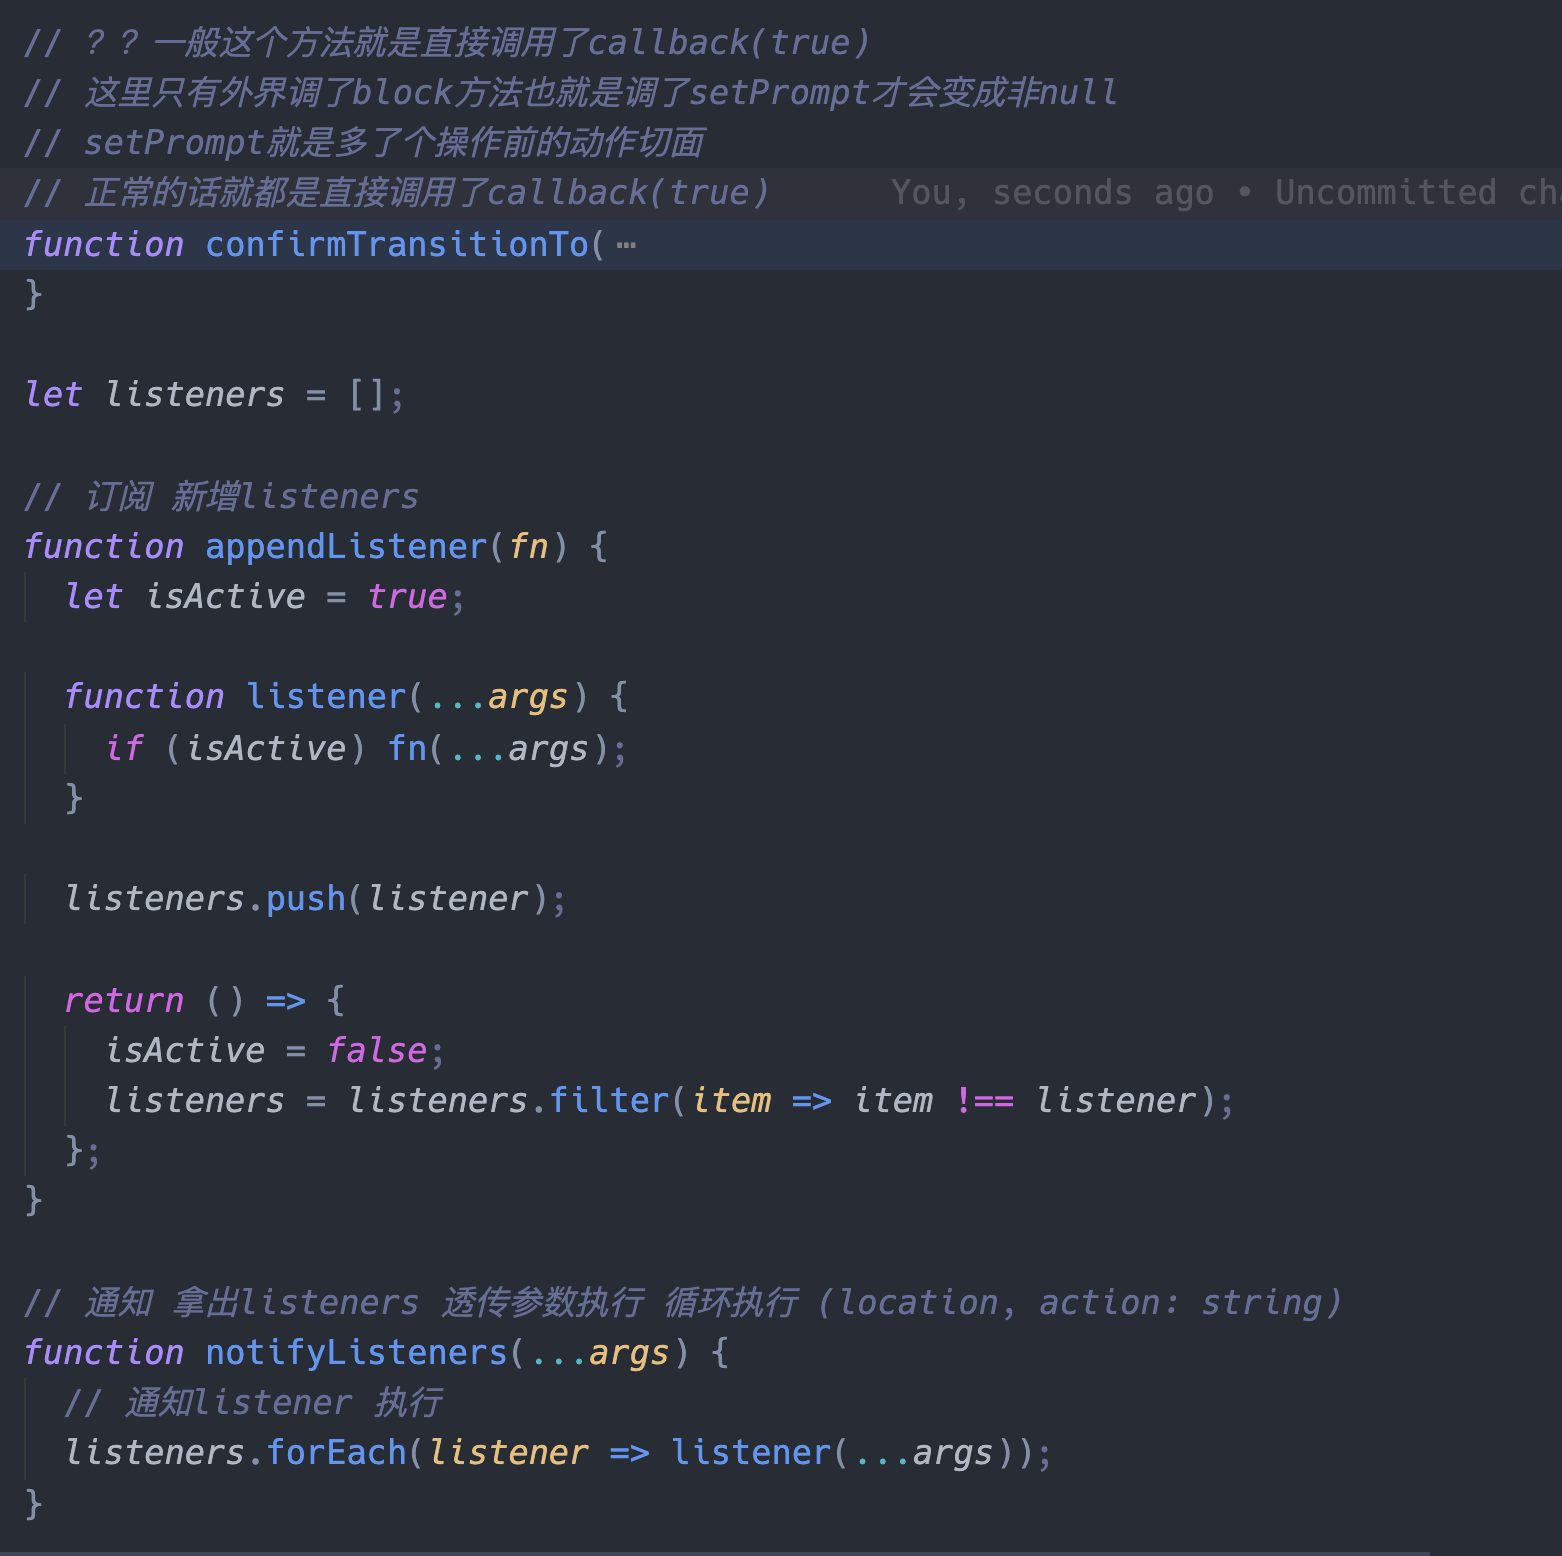 // ？？一般这个方法就是直接调用了callback(true)
// 这里只有外界调了block方法也就是调了setPrompt才会变成非null
// setPrompt就是多了个操作前的动作切面
// 正常的话就都是直接调用了callback(true) You, seconds ago • Uncommitted
function confirmTransitionTo(⋯
}
let listeners = [];
// 订阅 新增listeners
function appendListener(fn) {
let isActive = true;
function listener(...args) {
if (isActive) fn(...args);
}
listeners.push(listener);
return () => {
isActive = false;
listeners = listeners.filter(item => item !== listener);
};
}
// 通知 拿出listeners 透传参数执行 循环执行 (location, action: string)
function notifyListeners(...args) {
// 通知listener 执行
listeners.forEach(listener => listener(...args));
}